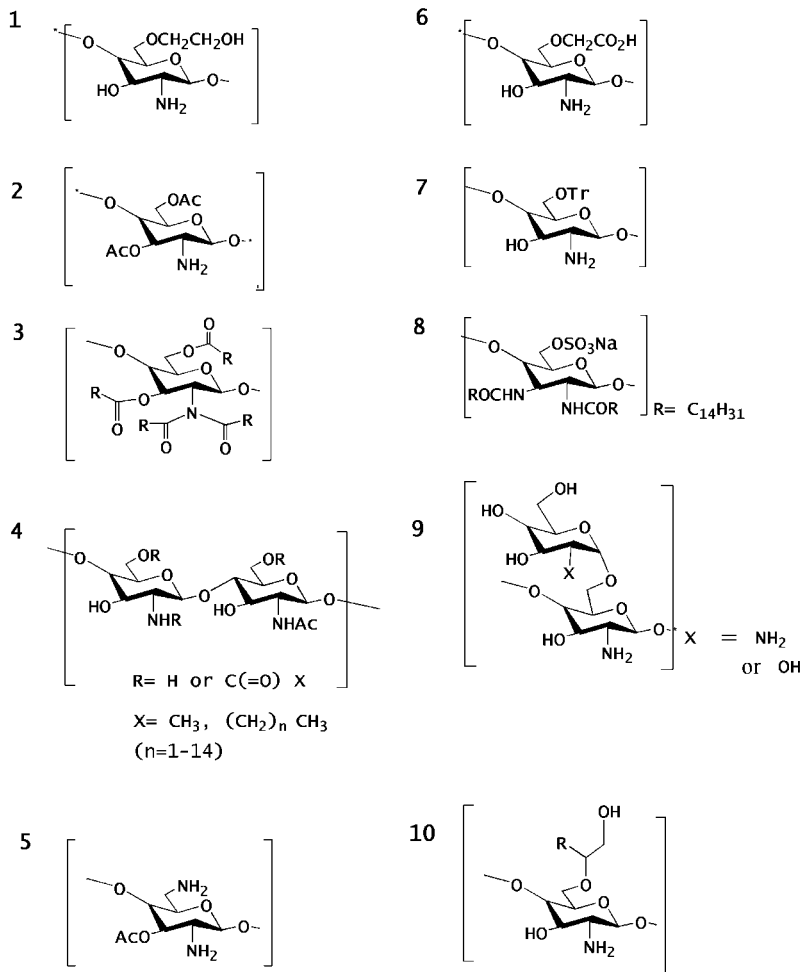 1
OCH₂CH₂OH
O
O
HO
NH₂
O
2
OAc
O
O
AcO
NH₂
O
3
O
O
R
O
O
R
O
O
N
O
R
R
O
O
4
OR
OR
O
O
O
HO
O
HO
O
NHR
NHAc
R= H or C(=O) X
X= CH₃, (CH₂)ₙ CH₃
(n=1-14)
5
NH₂
O
O
AcO
NH₂
O
6
OCH₂CO₂H
O
O
HO
NH₂
O
7
OTr
O
O
HO
NH₂
O
8
OSO₃Na
O
O
ROCHN
NHCOR
O
R= C₁₄H₃₁
9
OH
HO
O
HO
X
O
O
O
HO
NH₂
O
X = NH₂
or OH
10
OH
R
O
O
O
HO
NH₂
O